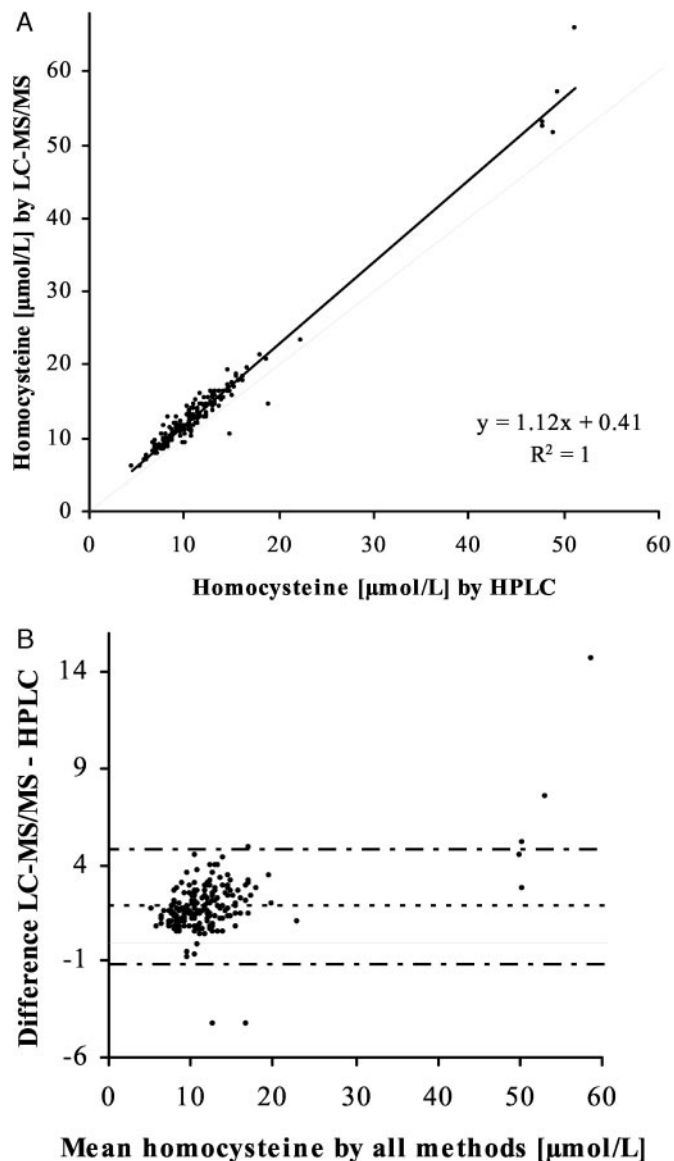 A
Homocysteine [μmol/L] by LC-MS/MS
60
50
40
30
20
10
0
y = 1.12x + 0.41
R² = 1
0 10 20 30 40 50 60
Homocysteine [μmol/L] by HPLC
B
Difference LC-MS/MS - HPLC
14
9
4
-1
-6
0 10 20 30 40 50 60
Mean homocysteine by all methods [μmol/L]